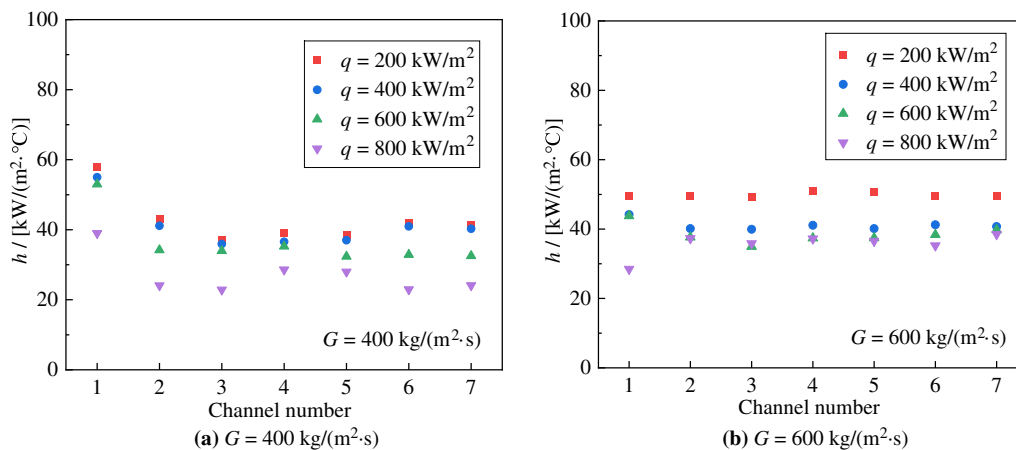 100
80
60
40
20
0
h / [kW/(m²·°C)]
q = 200 kW/m²
q = 400 kW/m²
q = 600 kW/m²
q = 800 kW/m²
G = 400 kg/(m²·s)
1 2 3 4 5 6 7
Channel number
(a) G = 400 kg/(m²·s)
100
80
60
40
20
0
h / [kW/(m²·°C)]
q = 200 kW/m²
q = 400 kW/m²
q = 600 kW/m²
q = 800 kW/m²
G = 600 kg/(m²·s)
1 2 3 4 5 6 7
Channel number
(b) G = 600 kg/(m²·s)